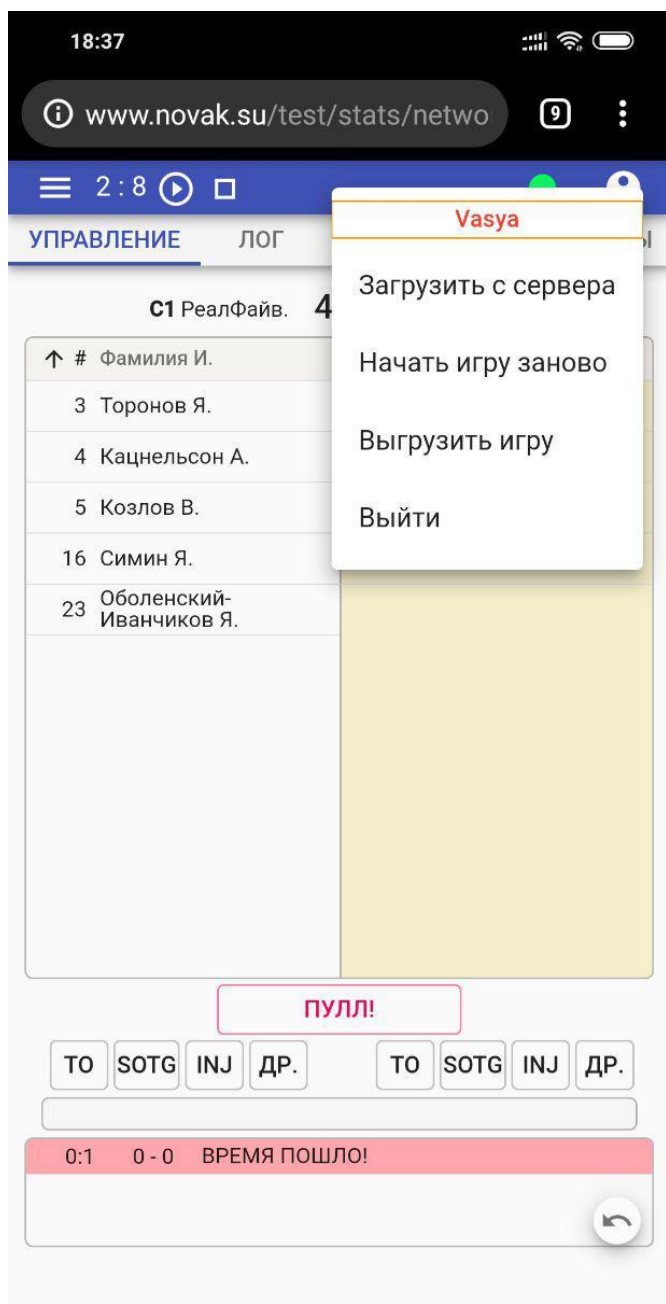 18:37
www.novak.su/test/stats/netwo
9
2 : 8
Vasya
УПРАВЛЕНИЕ ЛОГ
С1 РеалФайв. 4
Загрузить с сервера
Начать игру заново
Выгрузить игру
Выйти
# Фамилия И.
3 Торонов Я.
4 Кацнельсон А.
5 Козлов В.
16 Симин Я.
23 Оболенский-
Иванчиков Я.
ПУЛЛ!
ТО SOTG INJ ДР. ТО SOTG INJ ДР.
0:1 0 - 0 ВРЕМЯ ПОШЛО!